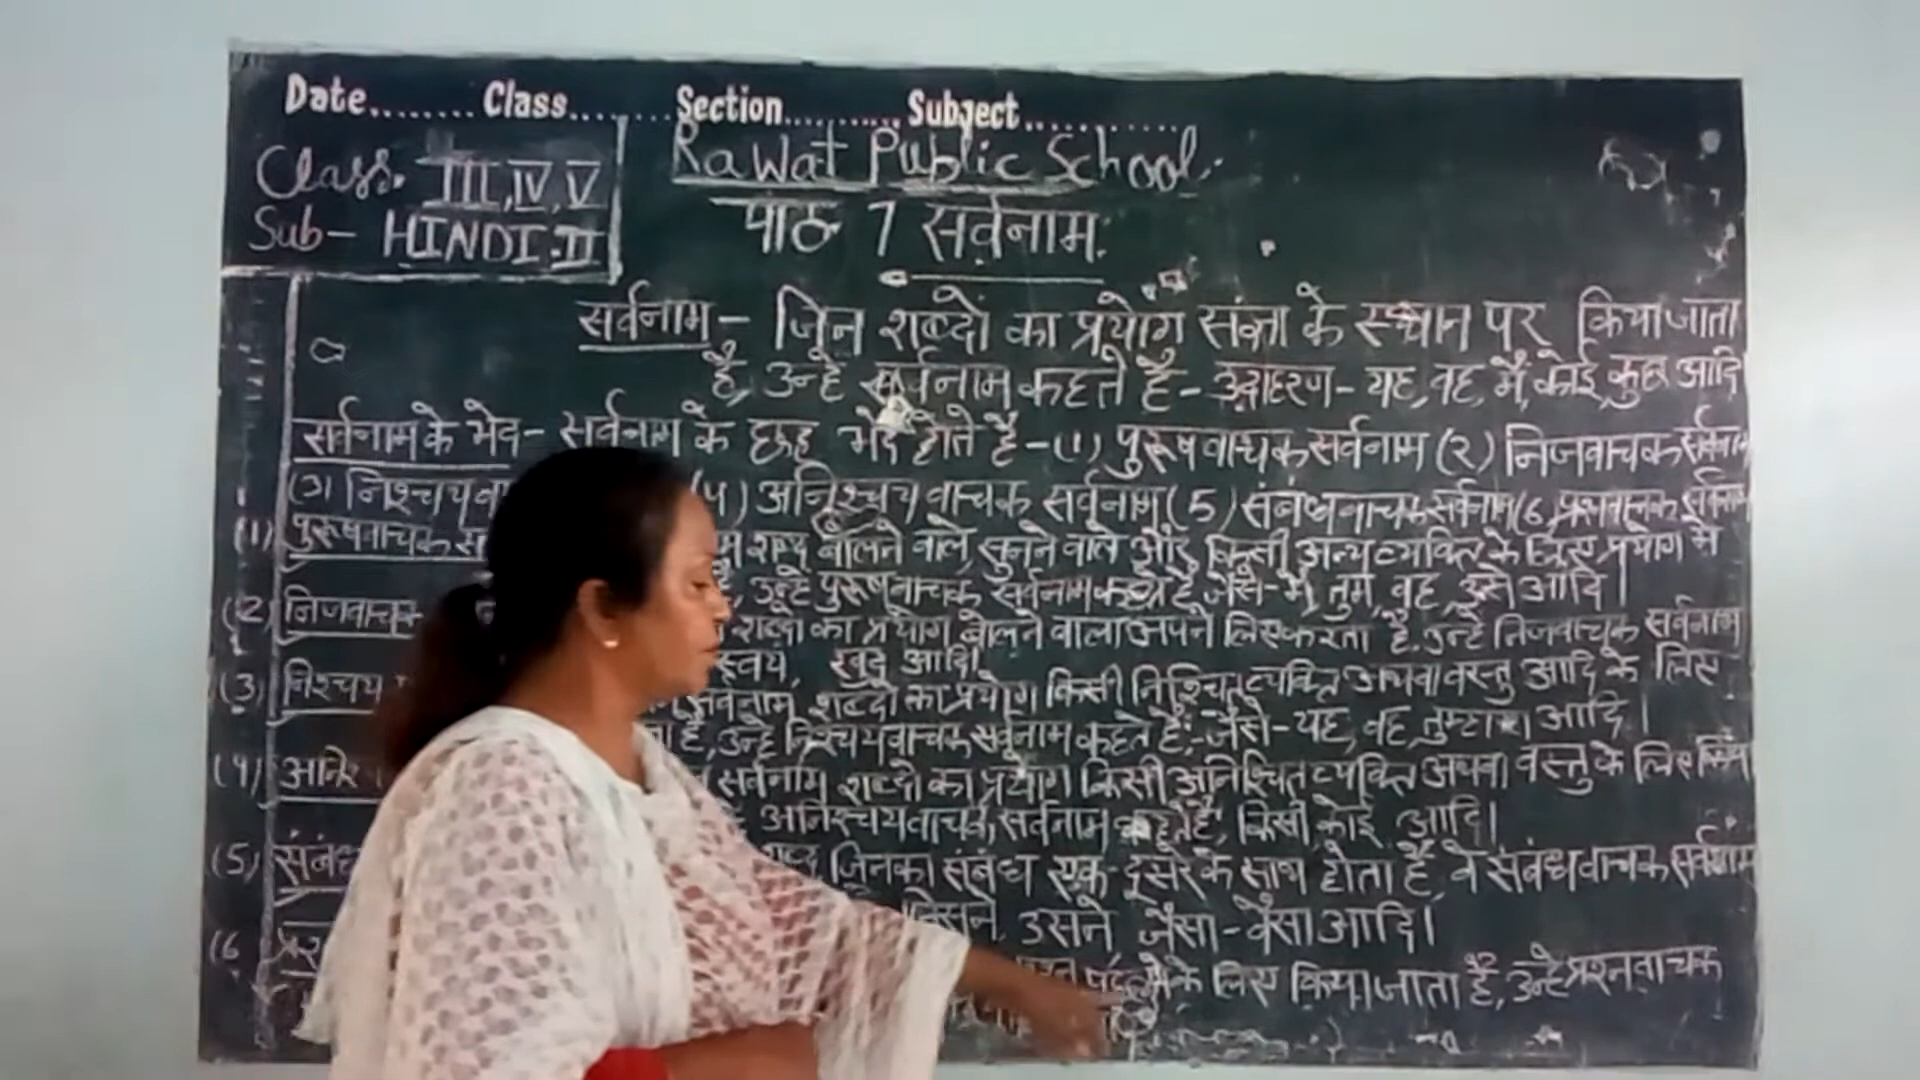 Date........ Class........ Section.......... Subject............
Class. III, IV, V
Sub- HINDI-II
Rawat Public School.
पाठ 7 सर्वनाम
सर्वनाम - जिन शब्दों का प्रयोग संज्ञा के स्थान पर किया जाता
है, उन्हे सर्वनाम कहते है - उदाहरण - यह, वह, मैं, कोई, कुछ आदि
सर्वनाम के भेद - सर्वनाम के छह भेद होते है - (1) पुरूषवाचक सर्वनाम (२) निजवाचक सर्वनाम
(3) निश्चयवा (4) अनिश्चयवाचक सर्वनाम (5) संबंधवाचक सर्वनाम (6 प्रश्नवाचक सर्वनाम
(1) पुरूषवाचक स शब्द बोलने वाले, सुनने वाले और किसी अन्य व्यक्ति के लिए प्रयोग में
उन्हे पुरूषवाचक सर्वनाम कहते है जैसे - मैं, तुम, वह, उसे आदि।
(2) निजवाचक शब्दो का प्रयोग बोलने वाला अपने लिए करता है. उन्हे निजवाचक सर्वनाम
स्वयं, खुद आदि।
(3) निश्चय सर्वनाम शब्दो का प्रयोग किसी निश्चित व्यक्ति अथवा वस्तु आदि के लिए
है, उन्हे निश्चयवाचक सर्वनाम कहते है:- जैसे - यह, वह, तुम्हारा आदि।
(4) अनिश सर्वनाम शब्दो का प्रयोग किसी अनिश्चित व्यक्ति अथवा वस्तु के लिए किया
अनिश्चयवाचक सर्वनाम कहते है, किसी कोई आदि।
(5) संबंध शब्द जिनका संबंध एक-दूसरे के साथ होता है, वे संबंधवाचक सर्वनाम
जिसने उसने जैसा - वैसा आदि।
(6 प्रश् के लिए किया जाता है, उन्हे प्रश्नवाचक